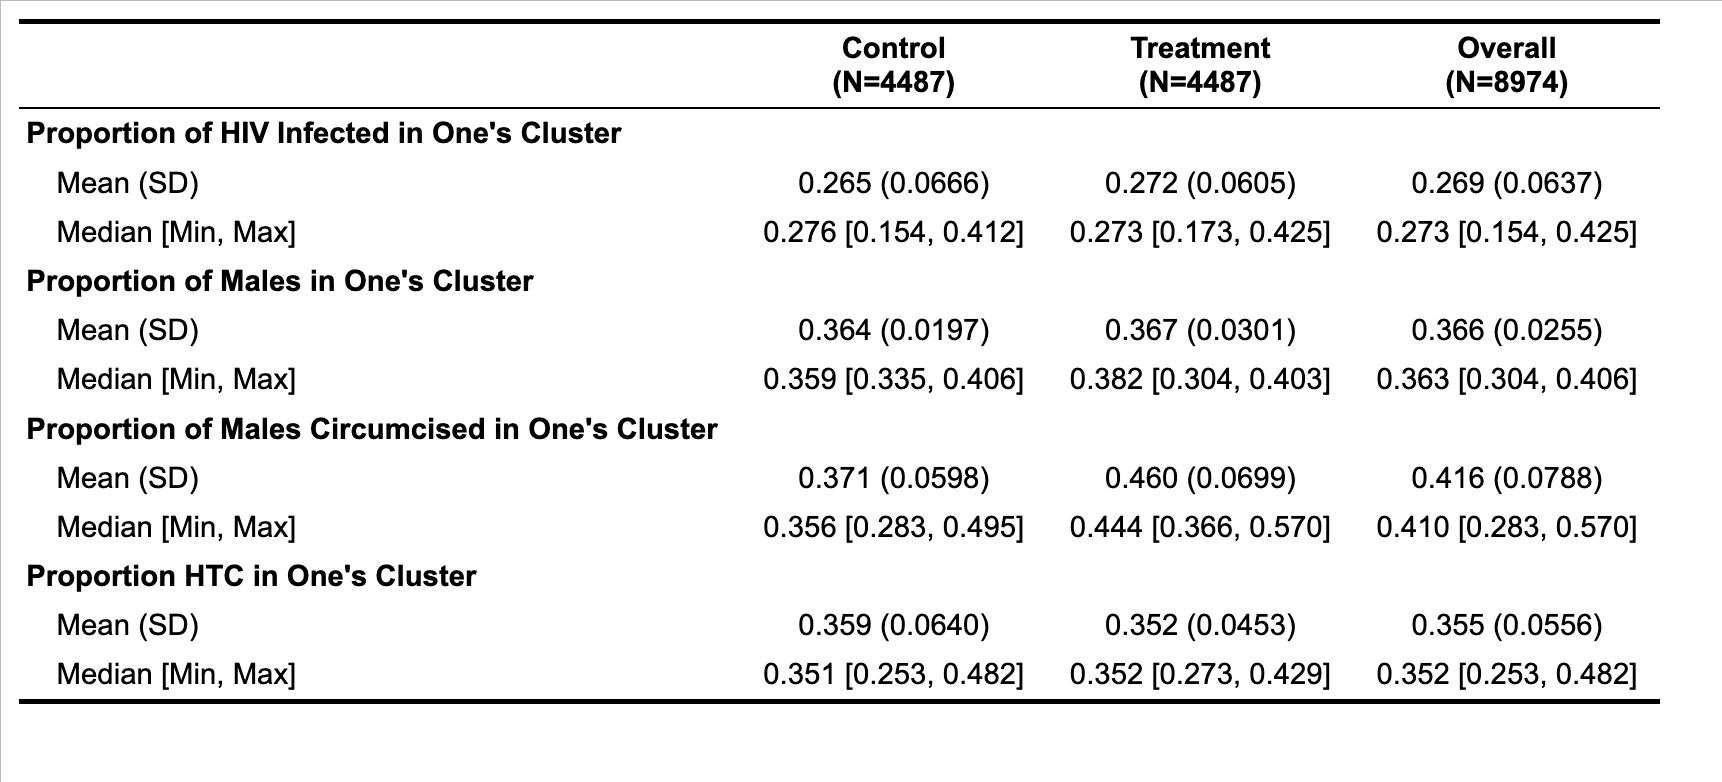 Control Treatment Overall
(N=4487) (N=4487) (N=8974)
Proportion of HIV Infected in One's Cluster
Mean (SD) 0.265 (0.0666) 0.272 (0.0605) 0.269 (0.0637)
Median [Min, Max] 0.276 [0.154, 0.412] 0.273 [0.173, 0.425] 0.273 [0.154, 0.425]
Proportion of Males in One's Cluster
Mean (SD) 0.364 (0.0197) 0.367 (0.0301) 0.366 (0.0255)
Median [Min, Max] 0.359 [0.335, 0.406] 0.382 [0.304, 0.403] 0.363 [0.304, 0.406]
Proportion of Males Circumcised in One's Cluster
Mean (SD) 0.371 (0.0598) 0.460 (0.0699) 0.416 (0.0788)
Median [Min, Max] 0.356 [0.283, 0.495] 0.444 [0.366, 0.570] 0.410 [0.283, 0.570]
Proportion HTC in One's Cluster
Mean (SD) 0.359 (0.0640) 0.352 (0.0453) 0.355 (0.0556)
Median [Min, Max] 0.351 [0.253, 0.482] 0.352 [0.273, 0.429] 0.352 [0.253, 0.482]